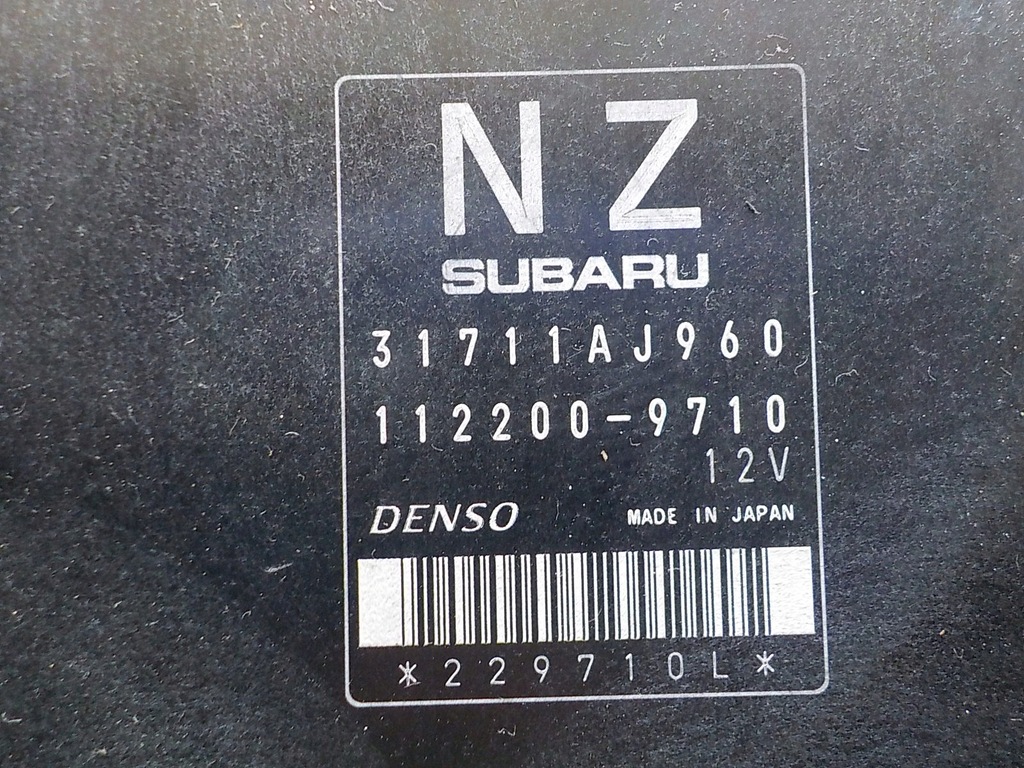 NZ
SUBARU
31711AJ960
112200-9710
12V
DENSO MADE IN JAPAN
*229710L*